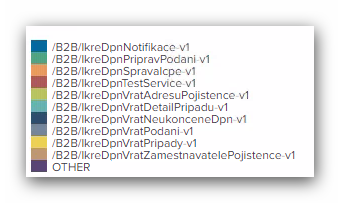 /B2B/IkreDpnNotifikace-v1
/B2B/IkreDpnPripravPodani-v1
/B2B/IkreDpnSpravaIcpe-v1
/B2B/IkreDpnTestService-v1
/B2B/IkreDpnVratAdresuPojistence-v1
/B2B/IkreDpnVratDetailPripadu-v1
/B2B/IkreDpnVratNeukonceneDpn-v1
/B2B/IkreDpnVratPodani-v1
/B2B/IkreDpnVratPripady-v1
/B2B/IkreDpnVratZamestnavatelePojistence-v1
OTHER